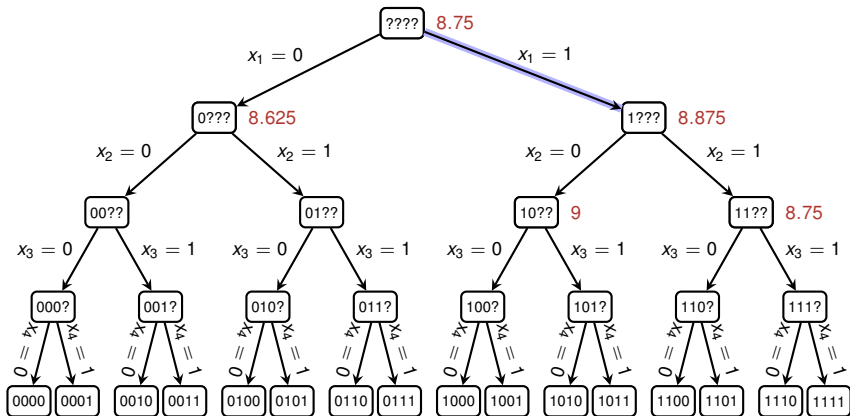 ???? 8.75
x₁ = 0 x₁ = 1
0??? 8.625 1??? 8.875
x₂ = 0 x₂ = 1 x₂ = 0 x₂ = 1
00?? 01?? 10?? 9 11?? 8.75
x₃ = 0 x₃ = 1 x₃ = 0 x₃ = 1 x₃ = 0 x₃ = 1 x₃ = 0 x₃ = 1
000? 001? 010? 011? 100? 101? 110? 111?
x₄ = 0 x₄ = 1 x₄ = 0 x₄ = 1 x₄ = 0 x₄ = 1 x₄ = 0 x₄ = 1 x₄ = 0 x₄ = 1 x₄ = 0 x₄ = 1 x₄ = 0 x₄ = 1 x₄ = 0 x₄ = 1
0000 0001 0010 0011 0100 0101 0110 0111 1000 1001 1010 1011 1100 1101 1110 1111